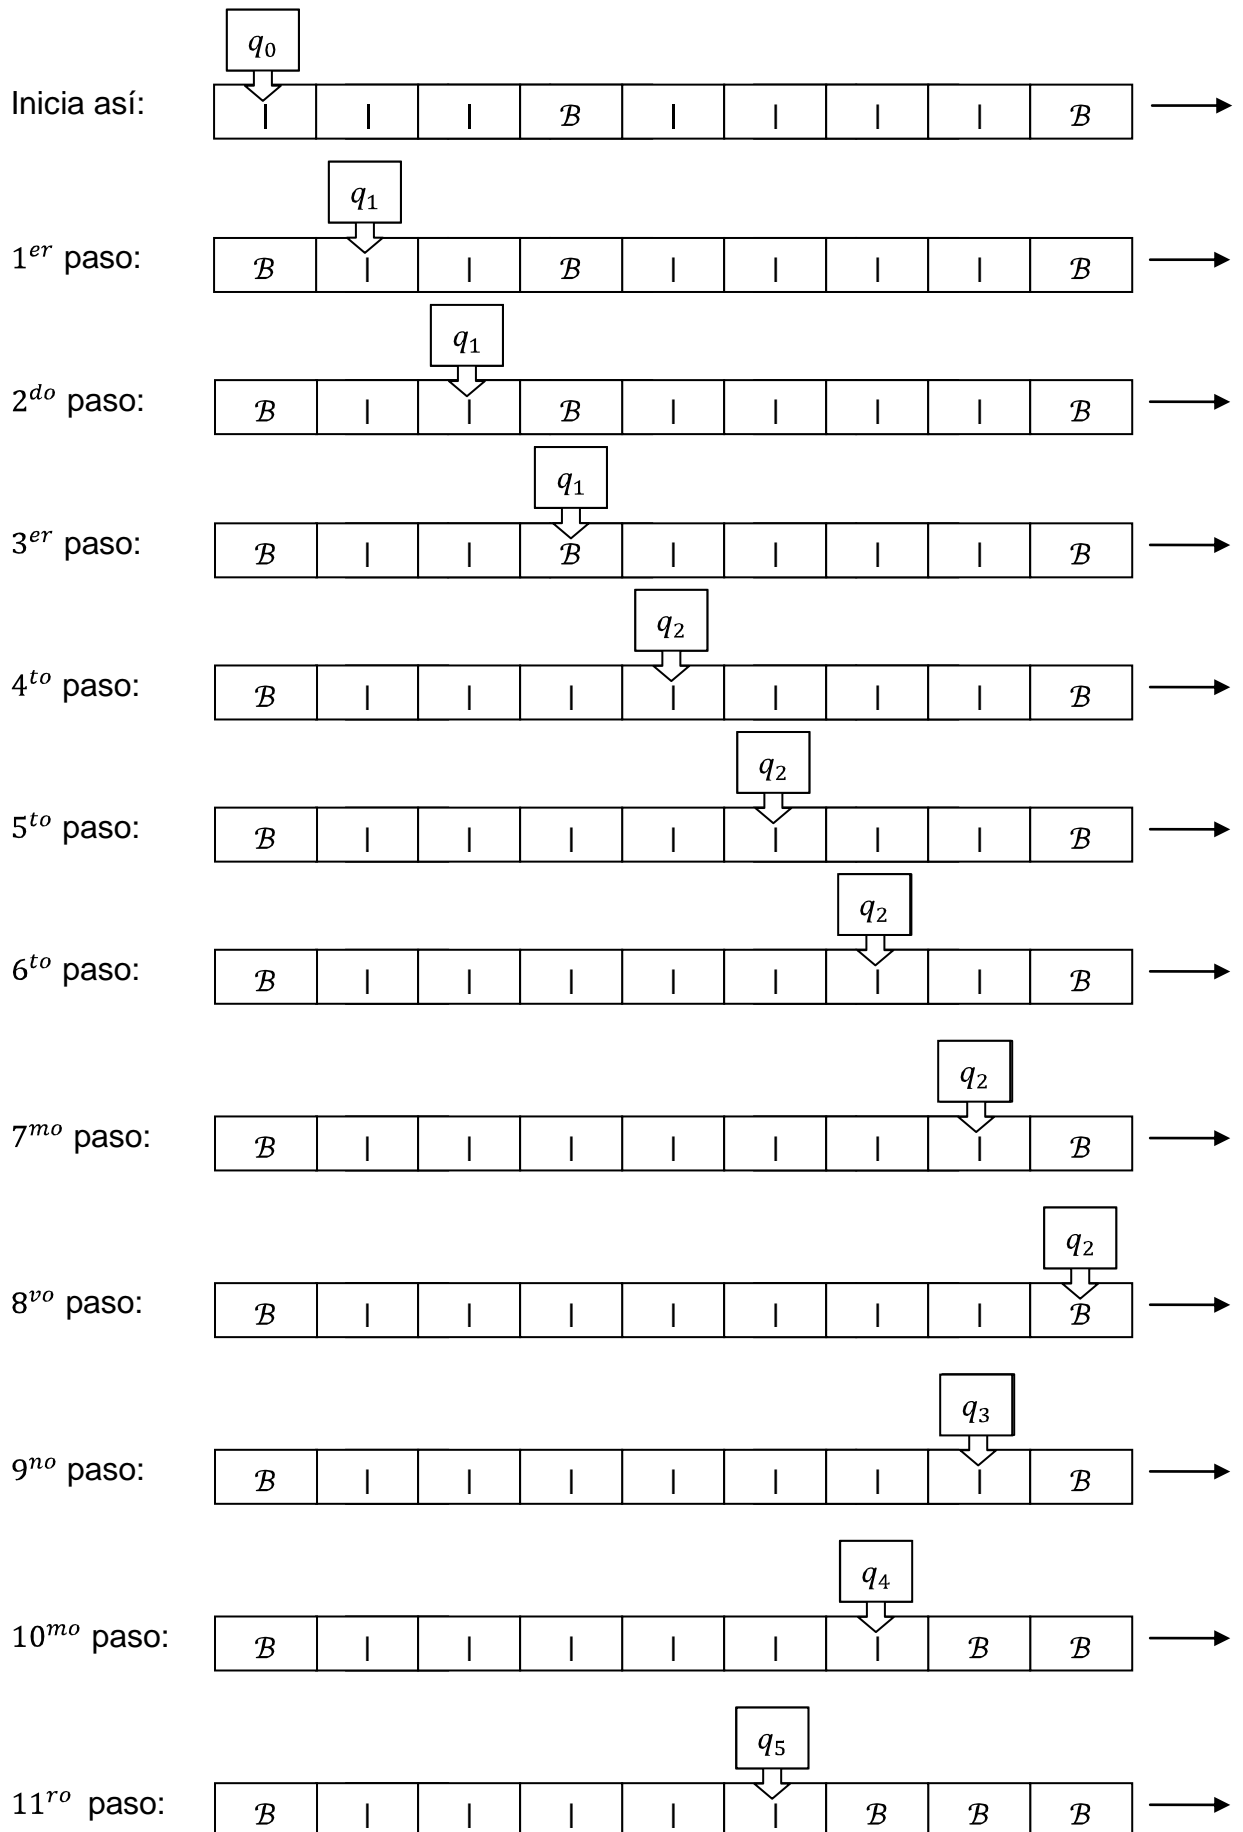 q₀
Inicia así: | | | ℬ | | | | ℬ
q₁
1ᵉʳ paso: ℬ | | ℬ | | | | ℬ
q₁
2ᵈᵒ paso: ℬ | | ℬ | | | | ℬ
q₁
3ᵉʳ paso: ℬ | | ℬ | | | | ℬ
q₂
4ᵗᵒ paso: ℬ | | | | | | | ℬ
q₂
5ᵗᵒ paso: ℬ | | | | | | | ℬ
q₂
6ᵗᵒ paso: ℬ | | | | | | | ℬ
q₂
7ᵐᵒ paso: ℬ | | | | | | | ℬ
q₂
8ᵛᵒ paso: ℬ | | | | | | | ℬ
q₃
9ⁿᵒ paso: ℬ | | | | | | | ℬ
q₄
10ᵐᵒ paso: ℬ | | | | | | ℬ ℬ
q₅
11ʳᵒ paso: ℬ | | | | | ℬ ℬ ℬ